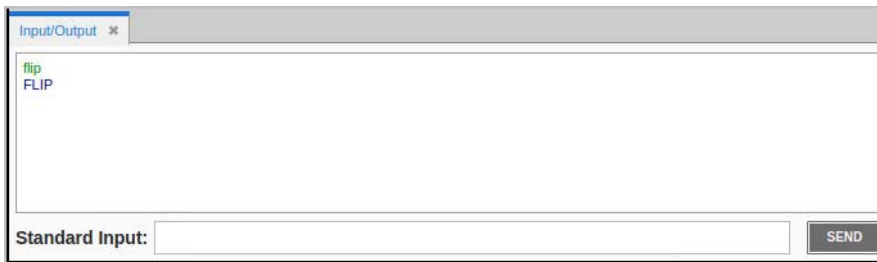 Input/Output ✖
flip
FLIP
Standard Input:
SEND